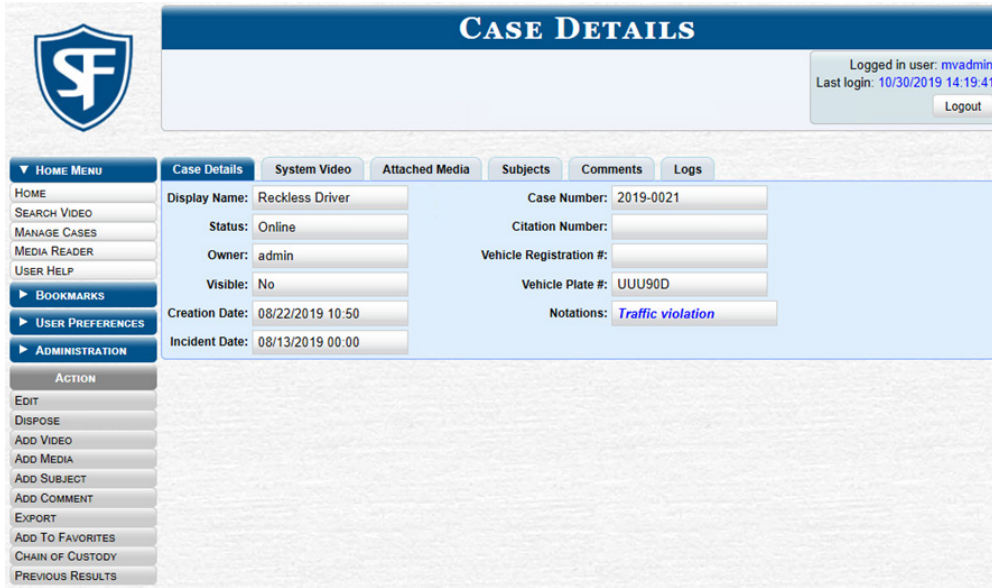 SF
CASE DETAILS
Logged in user: mvadmin
Last login: 10/30/2019 14:19:41
Logout
▼ HOME MENU
HOME
SEARCH VIDEO
MANAGE CASES
MEDIA READER
USER HELP
► BOOKMARKS
► USER PREFERENCES
► ADMINISTRATION
ACTION
EDIT
DISPOSE
ADD VIDEO
ADD MEDIA
ADD SUBJECT
ADD COMMENT
EXPORT
ADD TO FAVORITES
CHAIN OF CUSTODY
PREVIOUS RESULTS
Case Details System Video Attached Media Subjects Comments Logs
Display Name: Reckless Driver Case Number: 2019-0021
Status: Online Citation Number:
Owner: admin Vehicle Registration #:
Visible: No Vehicle Plate #: UUU90D
Creation Date: 08/22/2019 10:50 Notations: Traffic violation
Incident Date: 08/13/2019 00:00